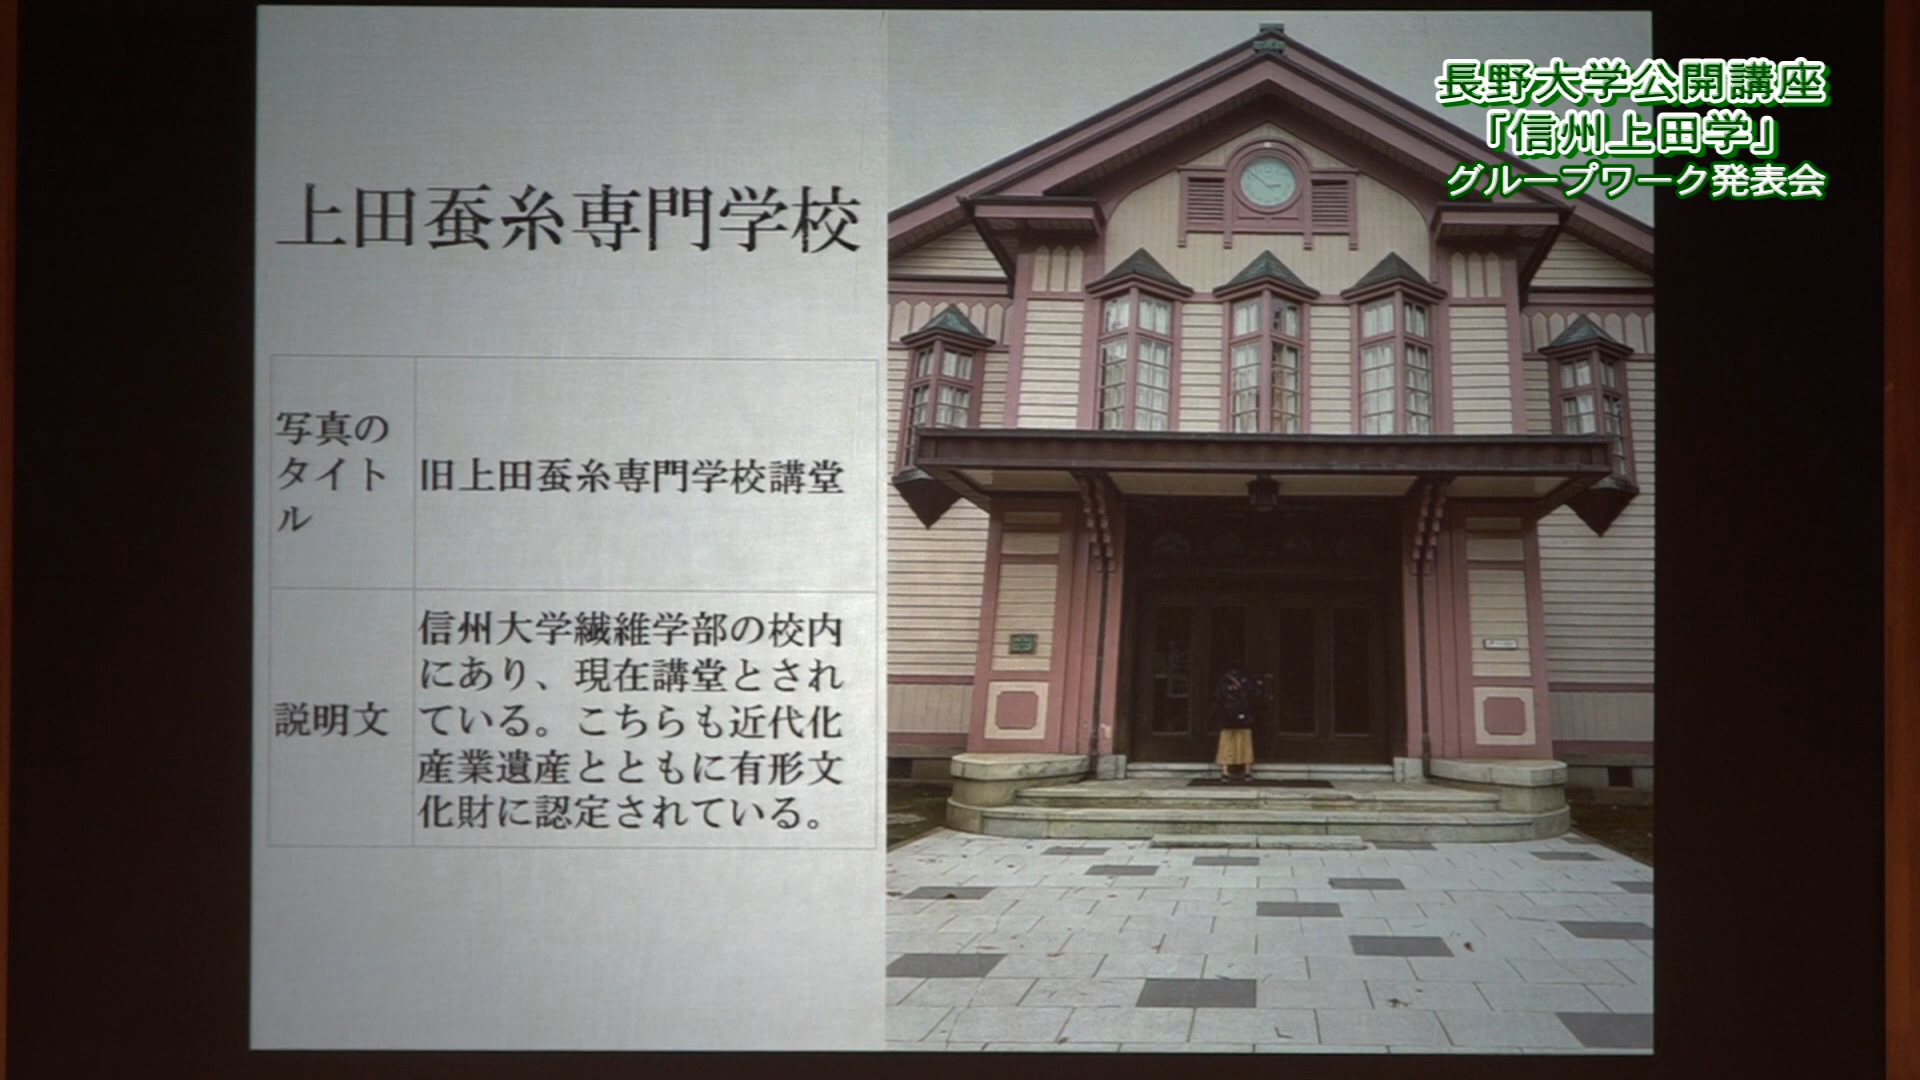 長野大学公開講座
「信州上田学」
グループワーク発表会
上田蚕糸専門学校
写真の
タイト
ル
旧上田蚕糸専門学校講堂
説明文
信州大学繊維学部の校内
にあり、現在講堂とされ
ている。こちらも近代化
産業遺産とともに有形文
化財に認定されている。